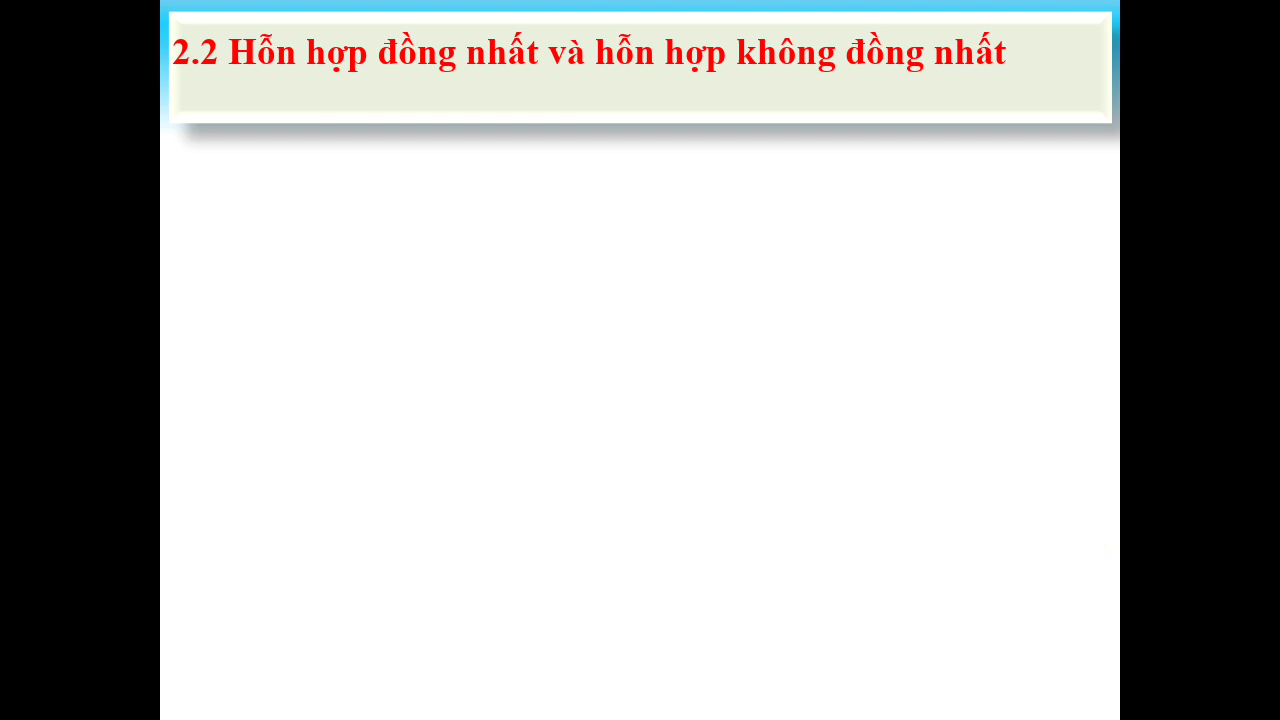 2.2 Hỗn hợp đồng nhất và hỗn hợp không đồng nhất